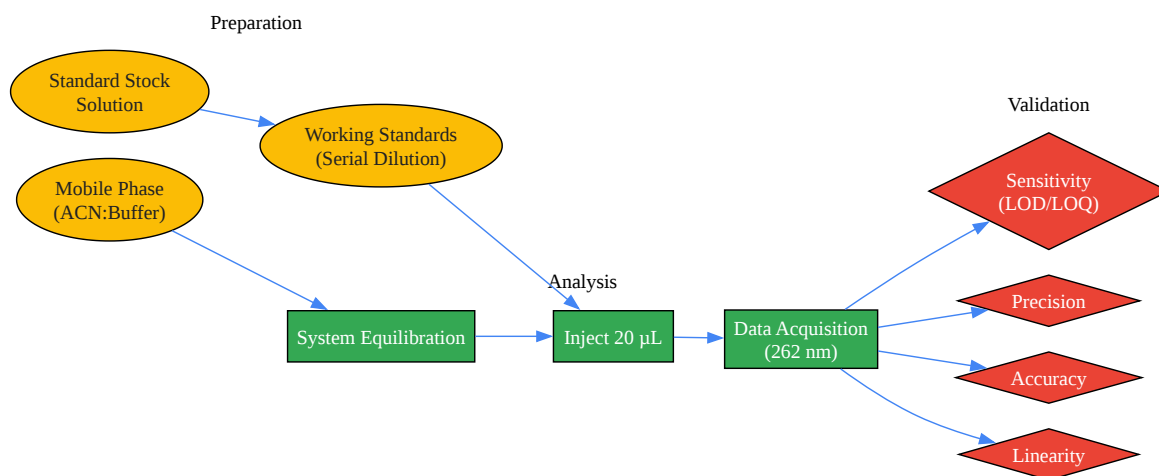 Preparation
Standard Stock
Solution
Working Standards
(Serial Dilution)
Mobile Phase
(ACN:Buffer)
Analysis
System Equilibration
Inject 20 µL
Data Acquisition
(262 nm)
Validation
Sensitivity
(LOD/LOQ)
Precision
Accuracy
Linearity